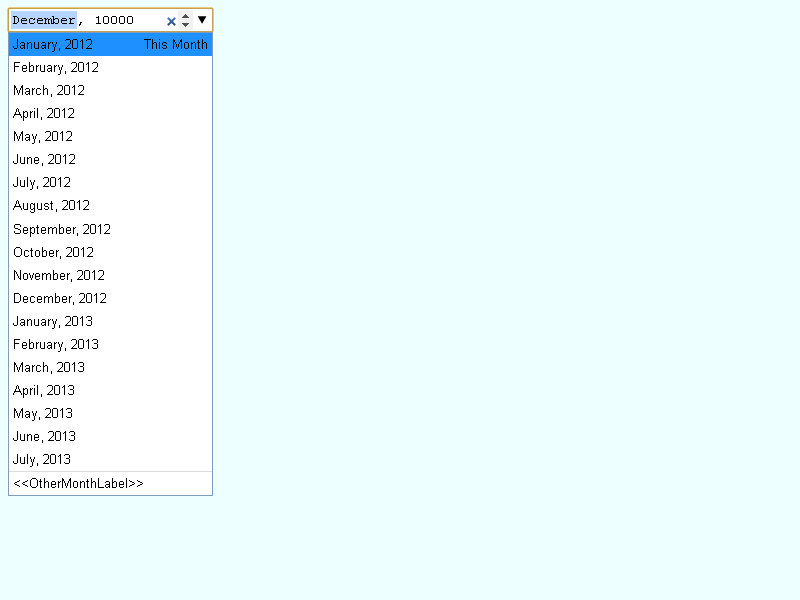 December, 10000
January, 2012 This Month
February, 2012
March, 2012
April, 2012
May, 2012
June, 2012
July, 2012
August, 2012
September, 2012
October, 2012
November, 2012
December, 2012
January, 2013
February, 2013
March, 2013
April, 2013
May, 2013
June, 2013
July, 2013
<<OtherMonthLabel>>